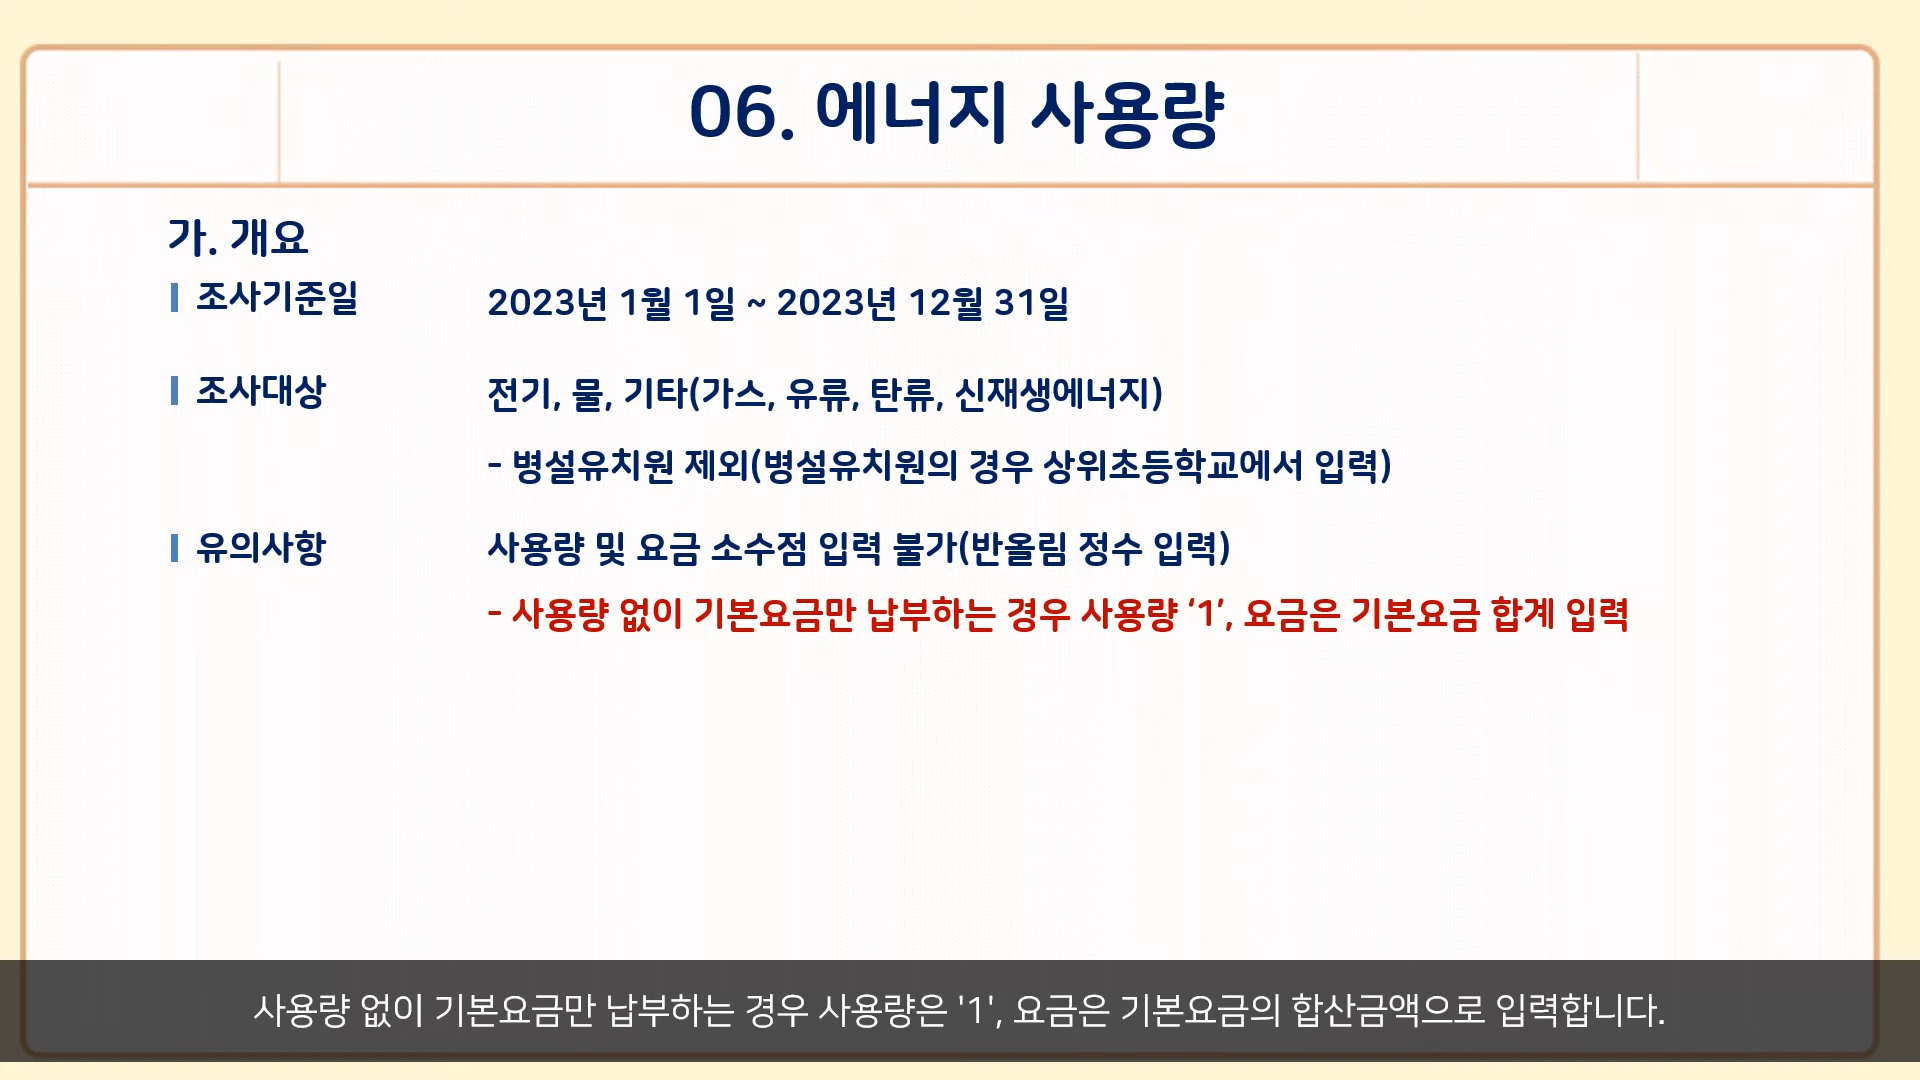 06. 에너지 사용량
가. 개요
조사기준일 2023년 1월 1일 ~ 2023년 12월 31일
조사대상 전기, 물, 기타(가스, 유류, 탄류, 신재생에너지)
- 병설유치원 제외(병설유치원의 경우 상위초등학교에서 입력)
유의사항 사용량 및 요금 소수점 입력 불가(반올림 정수 입력)
- 사용량 없이 기본요금만 납부하는 경우 사용량 ‘1’, 요금은 기본요금 합계 입력
사용량 없이 기본요금만 납부하는 경우 사용량은 '1', 요금은 기본요금의 합산금액으로 입력합니다.